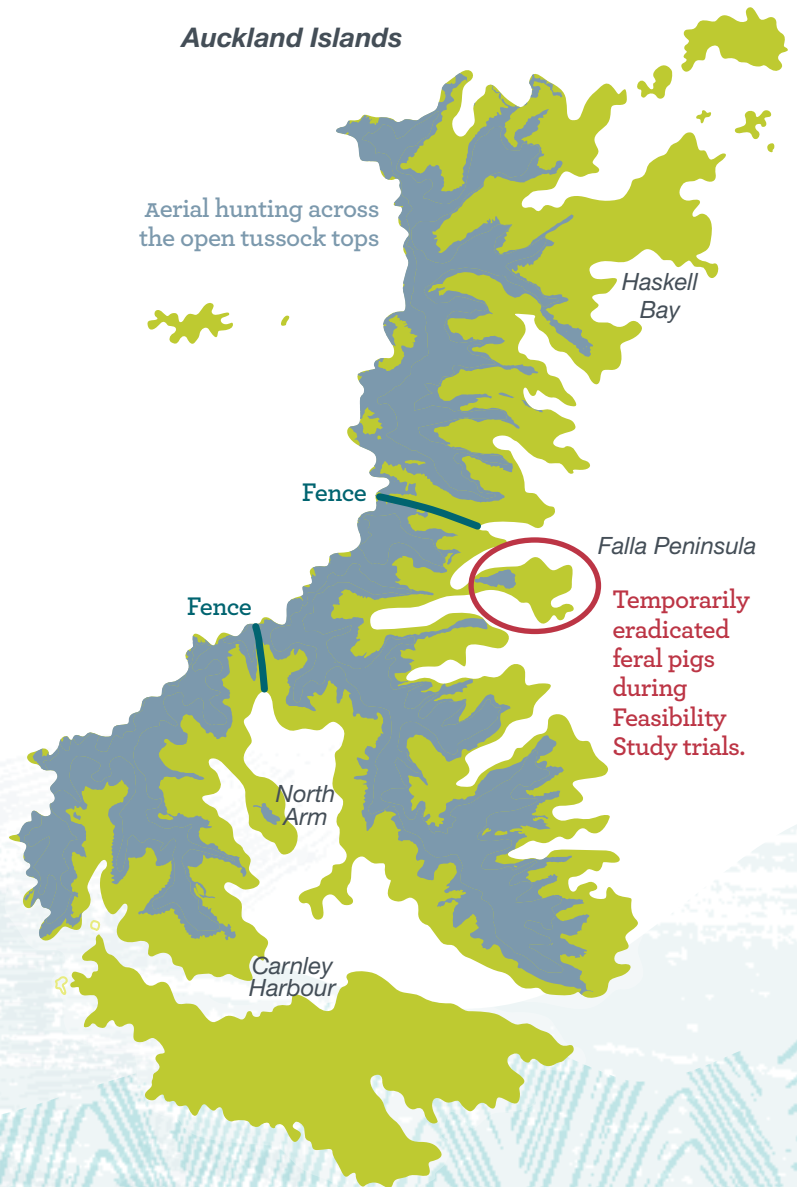 Auckland Islands
Aerial hunting across
the open tussock tops
Haskell
Bay
Fence
Falla Peninsula
Temporarily
eradicated
feral pigs
during
Feasibility
Study trials.
Fence
North
Arm
Carnley
Harbour